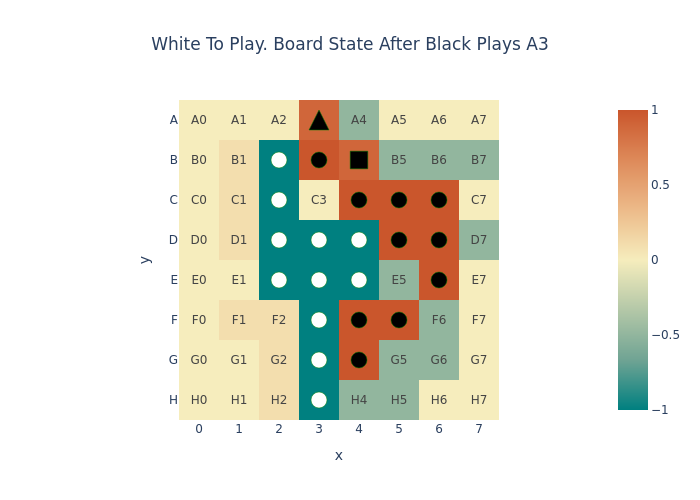 White To Play. Board State After Black Plays A3
A A0 A1 A2 A4 A5 A6 A7
B B0 B1 B5 B6 B7
C C0 C1 C3 C7
D D0 D1 D7
E E0 E1 E5 E7
F F0 F1 F2 F6 F7
G G0 G1 G2 G5 G6 G7
H H0 H1 H2 H4 H5 H6 H7
0 1 2 3 4 5 6 7
x
y
1
0.5
0
−0.5
−1